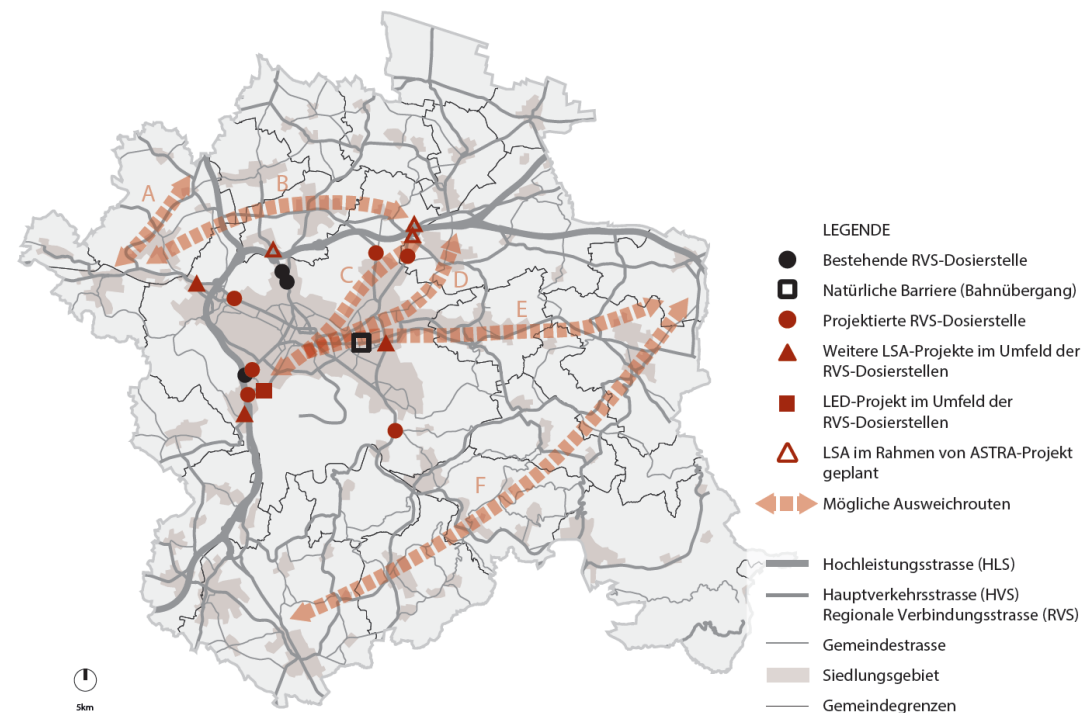 A
B
C
D
E
F
5km
LEGENDE
Bestehende RVS-Dosierstelle
Natürliche Barriere (Bahnübergang)
Projektierte RVS-Dosierstelle
Weitere LSA-Projekte im Umfeld der
RVS-Dosierstellen
LED-Projekt im Umfeld der
RVS-Dosierstellen
LSA im Rahmen von ASTRA-Projekt
geplant
Mögliche Ausweichrouten
Hochleistungsstrasse (HLS)
Hauptverkehrsstrasse (HVS)
Regionale Verbindungsstrasse (RVS)
Gemeindestrasse
Siedlungsgebiet
Gemeindegrenzen